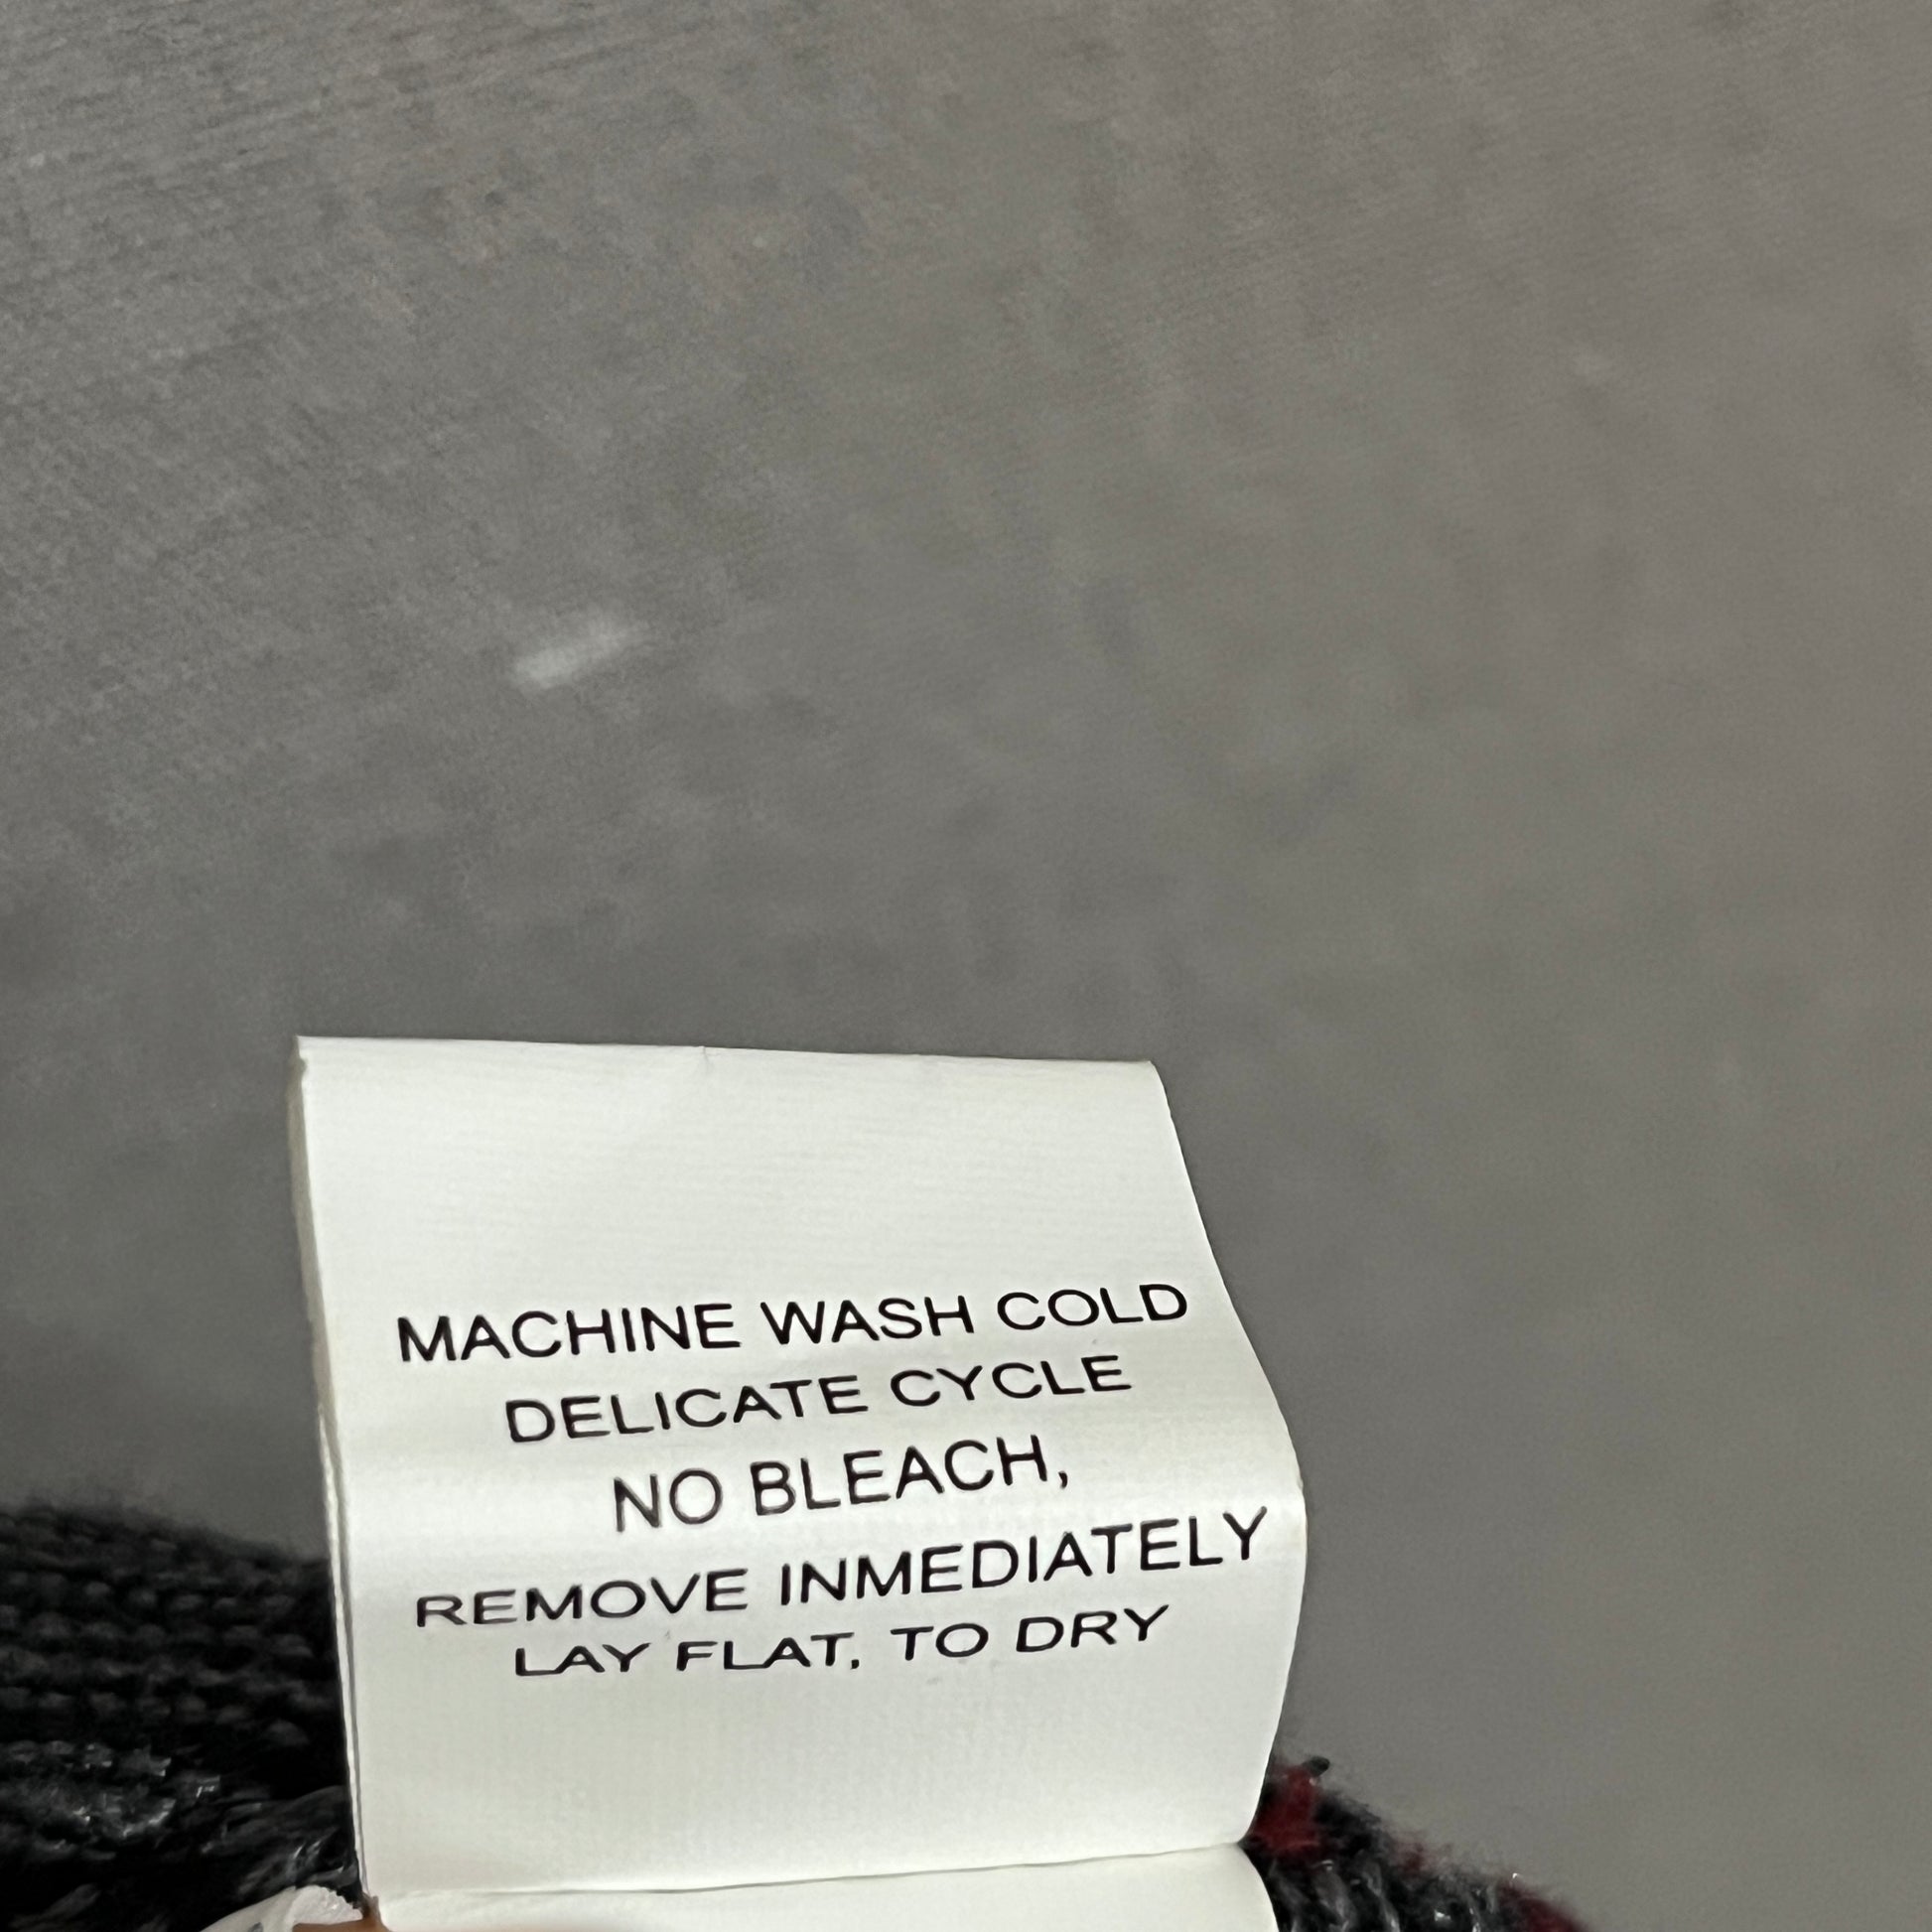 MACHINE WASH COLD
DELICATE CYCLE
NO BLEACH,
REMOVE INMEDIATELY
LAY FLAT, TO DRY